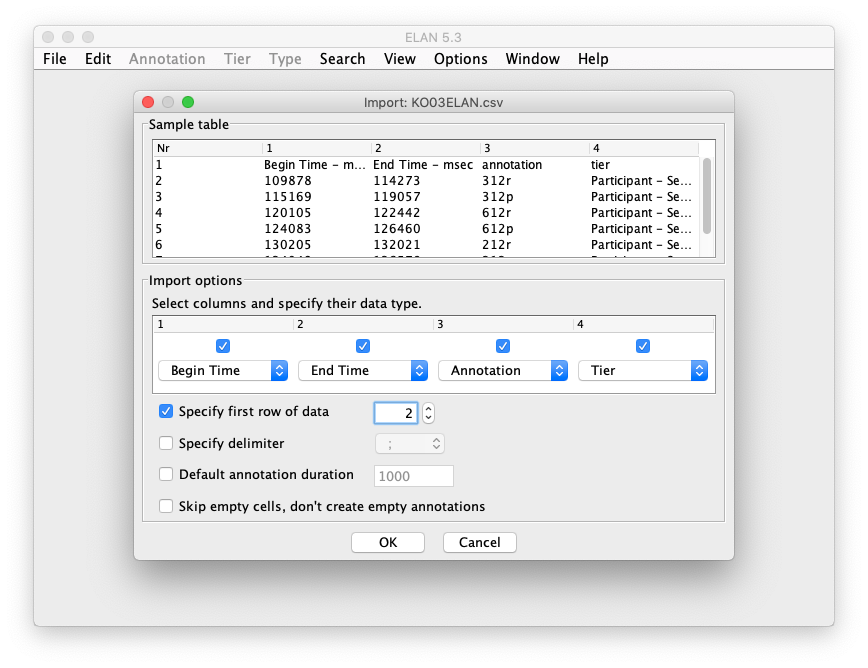 ELAN 5.3
File Edit Annotation Tier Type Search View Options Window Help
Import: KO03ELAN.csv
Sample table
Nr 1 2 3 4
1 Begin Time - m... End Time - msec annotation tier
2 109878 114273 312r Participant - Se...
3 115169 119057 312p Participant - Se...
4 120105 122442 612r Participant - Se...
5 124083 126460 612p Participant - Se...
6 130205 132021 212r Participant - Se...
Import options
Select columns and specify their data type.
1 2 3 4
Begin Time End Time Annotation Tier
Specify first row of data 2
Specify delimiter ;
Default annotation duration 1000
Skip empty cells, don't create empty annotations
OK Cancel